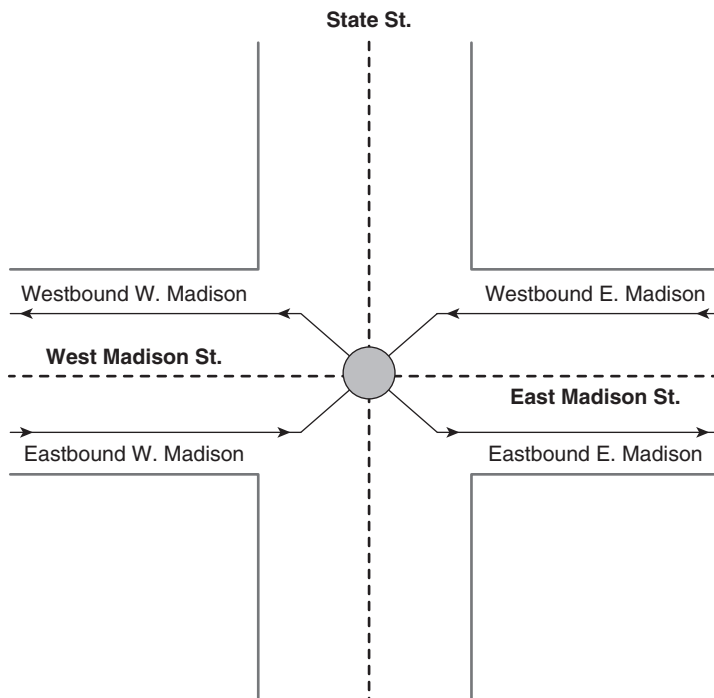 State St.
Westbound W. Madison
Westbound E. Madison
West Madison St.
East Madison St.
Eastbound W. Madison
Eastbound E. Madison